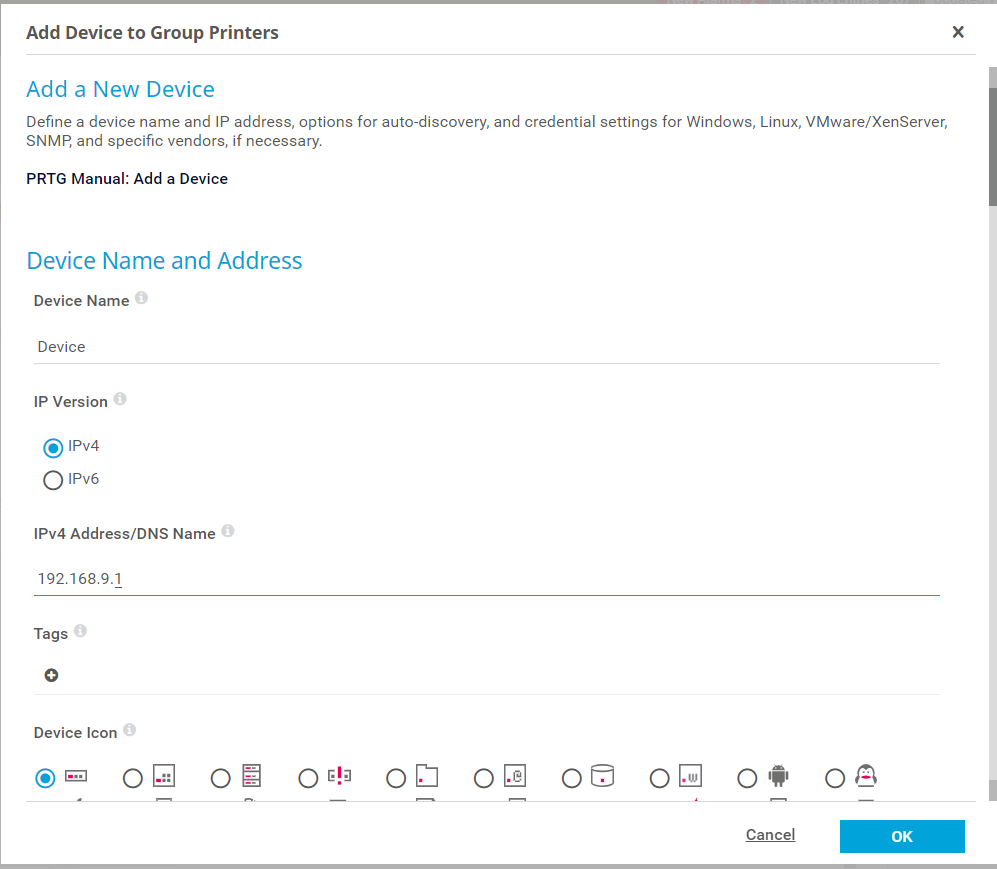 Add Device to Group Printers
Add a New Device
Define a device name and IP address, options for auto-discovery, and credential settings for Windows, Linux, VMware/XenServer,
SNMP, and specific vendors, if necessary.
PRTG Manual: Add a Device
Device Name and Address
Device Name
Device
IP Version
IPv4
IPv6
IPv4 Address/DNS Name
192.168.9.1
Tags
Device Icon
Cancel
OK